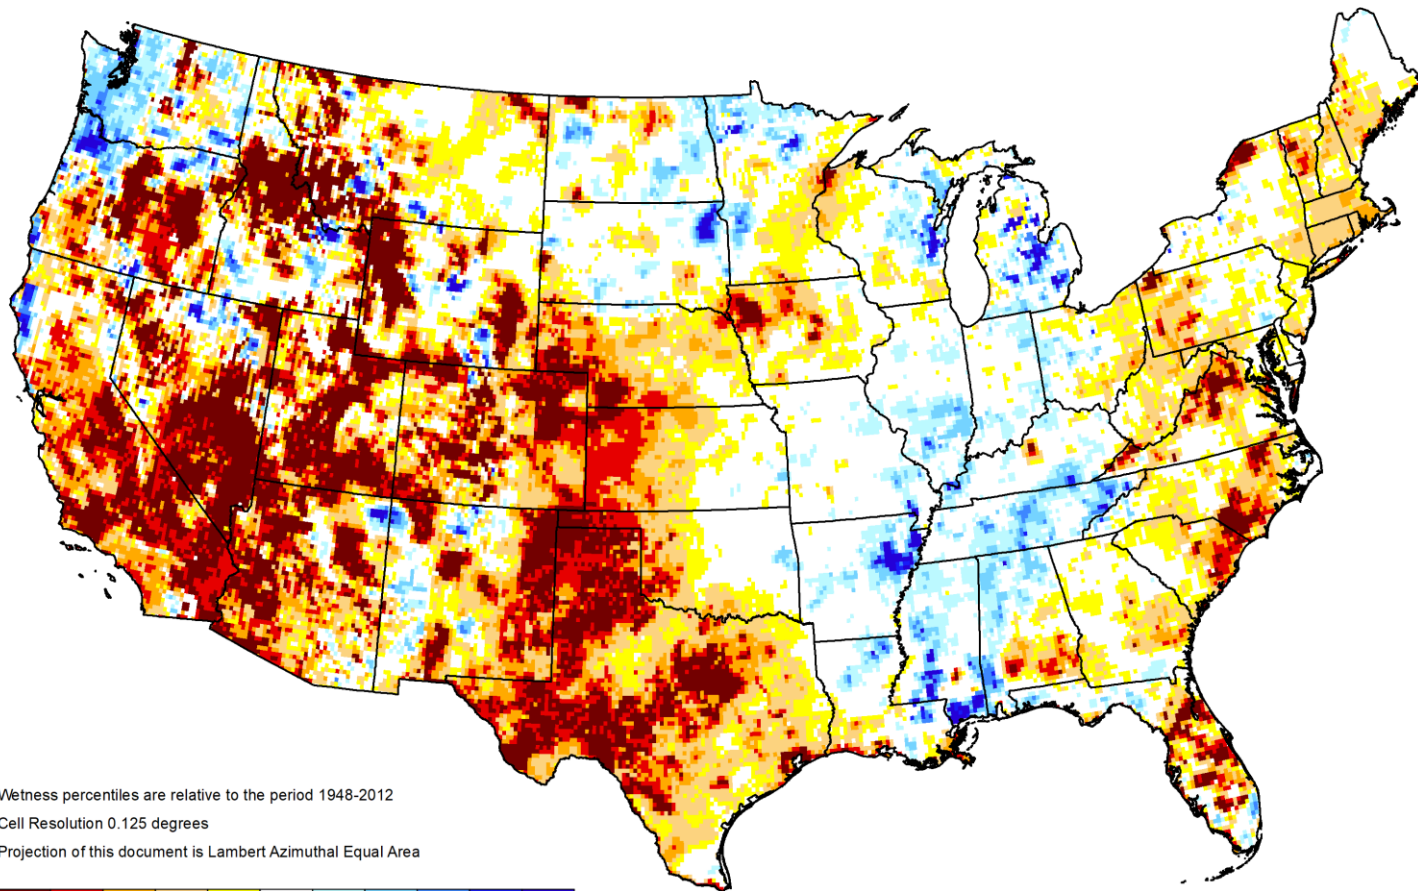 Wetness percentiles are relative to the period 1948-2012
Cell Resolution 0.125 degrees
Projection of this document is Lambert Azimuthal Equal Area